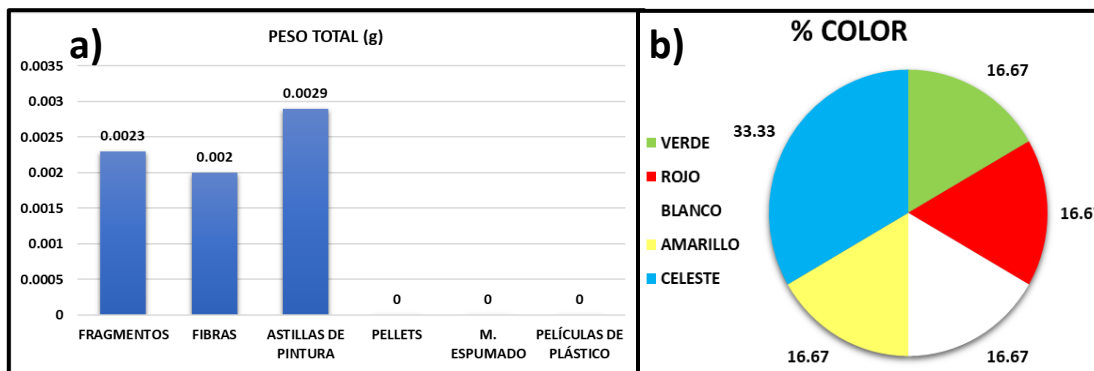 a)
PESO TOTAL (g)
0.0035
0.003
0.0025
0.002
0.0015
0.001
0.0005
0
0.0023
0.002
0.0029
0
0
0
FRAGMENTOS
FIBRAS
ASTILLAS DE
PINTURA
PELLETS
M.
ESPUMADO
PELÍCULAS DE
PLÁSTICO
b)
% COLOR
VERDE
ROJO
BLANCO
AMARILLO
CELESTE
16.67
16.67
16.67
16.67
33.33